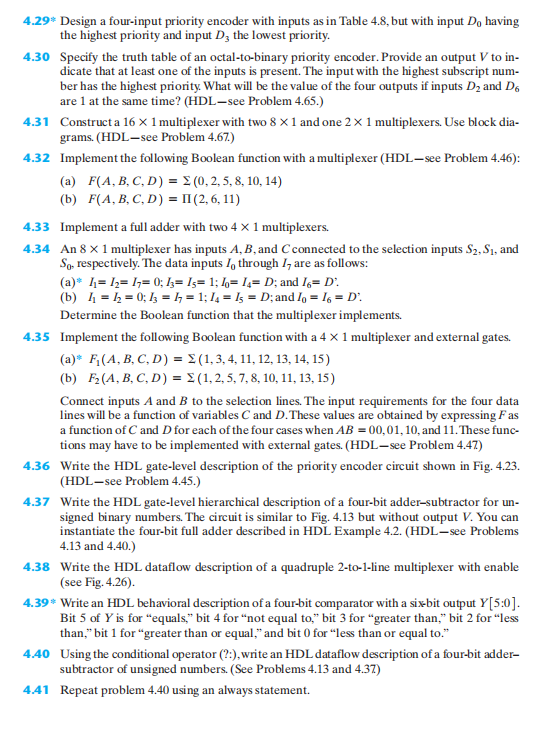 4.29* Design a four-input priority encoder with inputs as in Table 4.8, but with input D₀ having
the highest priority and input D₃ the lowest priority.
4.30 Specify the truth table of an octal-to-binary priority encoder. Provide an output V to in-
dicate that at least one of the inputs is present. The input with the highest subscript num-
ber has the highest priority. What will be the value of the four outputs if inputs D₂ and D₆
are 1 at the same time? (HDL—see Problem 4.65.)
4.31 Construct a 16 × 1 multiplexer with two 8 × 1 and one 2 × 1 multiplexers. Use block dia-
grams. (HDL—see Problem 4.67.)
4.32 Implement the following Boolean function with a multiplexer (HDL—see Problem 4.46):
(a) F(A, B, C, D) = Σ(0, 2, 5, 8, 10, 14)
(b) F(A, B, C, D) = Π(2, 6, 11)
4.33 Implement a full adder with two 4 × 1 multiplexers.
4.34 An 8 × 1 multiplexer has inputs A, B, and C connected to the selection inputs S₂, S₁, and
S₀, respectively. The data inputs I₀ through I₇ are as follows:
(a)* I₁= I₂= I₇= 0; I₃= I₅= 1; I₀= I₄= D; and I₆= D'.
(b) I₁ = I₂ = 0; I₃ = I₇ = 1; I₄ = I₅ = D; and I₀ = I₆ = D'.
Determine the Boolean function that the multiplexer implements.
4.35 Implement the following Boolean function with a 4 × 1 multiplexer and external gates.
(a)* F₁(A, B, C, D) = Σ(1, 3, 4, 11, 12, 13, 14, 15)
(b) F₂(A, B, C, D) = Σ(1, 2, 5, 7, 8, 10, 11, 13, 15)
Connect inputs A and B to the selection lines. The input requirements for the four data
lines will be a function of variables C and D. These values are obtained by expressing F as
a function of C and D for each of the four cases when AB = 00, 01, 10, and 11. These func-
tions may have to be implemented with external gates. (HDL—see Problem 4.47)
4.36 Write the HDL gate-level description of the priority encoder circuit shown in Fig. 4.23.
(HDL—see Problem 4.45.)
4.37 Write the HDL gate-level hierarchical description of a four-bit adder–subtractor for un-
signed binary numbers. The circuit is similar to Fig. 4.13 but without output V. You can
instantiate the four-bit full adder described in HDL Example 4.2. (HDL—see Problems
4.13 and 4.40.)
4.38 Write the HDL dataflow description of a quadruple 2-to-1-line multiplexer with enable
(see Fig. 4.26).
4.39* Write an HDL behavioral description of a four-bit comparator with a six-bit output Y[5:0].
Bit 5 of Y is for “equals,” bit 4 for “not equal to,” bit 3 for “greater than,” bit 2 for “less
than,” bit 1 for “greater than or equal,” and bit 0 for “less than or equal to.”
4.40 Using the conditional operator (?:), write an HDL dataflow description of a four-bit adder–
subtractor of unsigned numbers. (See Problems 4.13 and 4.37.)
4.41 Repeat problem 4.40 using an always statement.